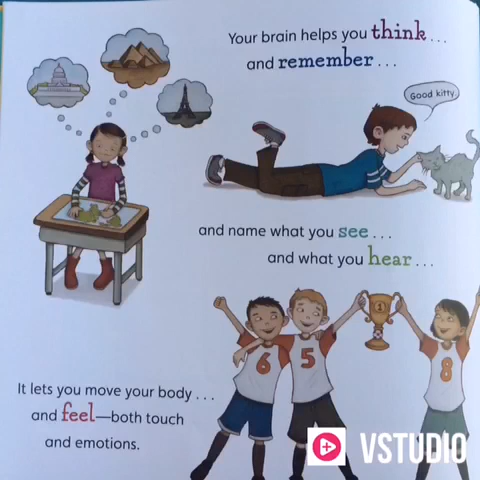 Your brain helps you think...
and remember...
Good kitty.
and name what you see...
and what you hear...
6
5
1
8
It lets you move your body...
and feel—both touch
and emotions.
VSTUDIO